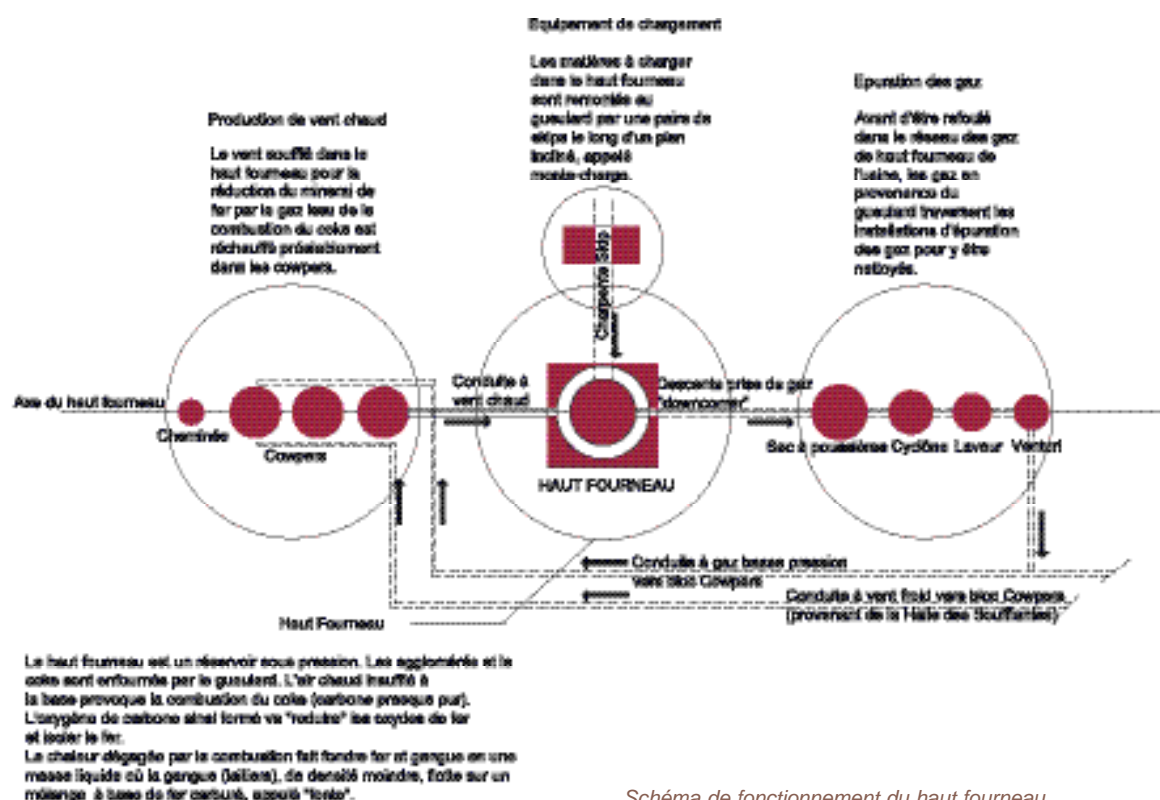 Equipement de chargement
Les matières à charger
dans le haut fourneau
sont remontés au
gueulard par une paire de
skips le long d'un plan
incliné, appelé
monte-charge.
Epuration des gaz
Avant d'être refoulé
dans le réseau des gaz
de haut fourneau de
l'usine, les gaz en
provenance du
gueulard traversent les
installations d'épuration
des gaz pour y être
nettoyés.
Production de vent chaud
Le vent soufflé dans le
haut fourneau pour la
réduction du minerai de
fer par le gaz issu de la
combustion du coke est
réchauffé préalablement
dans les cowpers.
Charpente Skip
Axe du haut fourneau
Cheminée
Cowpers
Conduite à
vent chaud
HAUT FOURNEAU
Descente prise de gaz
"downcomer"
Sac à poussières
Cyclône
Laveur
Venturi
Conduite à gaz basse pression
vers bloc Cowpers
Conduite à vent froid vers bloc Cowpers
(provenant de la Halle des Soufflantes)
Haut Fourneau
Le haut fourneau est un réservoir sous pression. Les agglomérés et le
coke sont enfournés par le gueulard. L'air chaud insufflé à
la base provoque la combustion du coke (carbone presque pur).
L'oxygène de carbone ainsi formé va "reduire" les oxydes de fer
et isoler le fer.
La chaleur dégagée par la combustion fait fondre fer et gangue en une
masse liquide où la gangue (laitiers), de densité moindre, flotte sur un
mélange à base de fer carburé, appelé "fonte".
Schéma de fonctionnement du haut fourneau